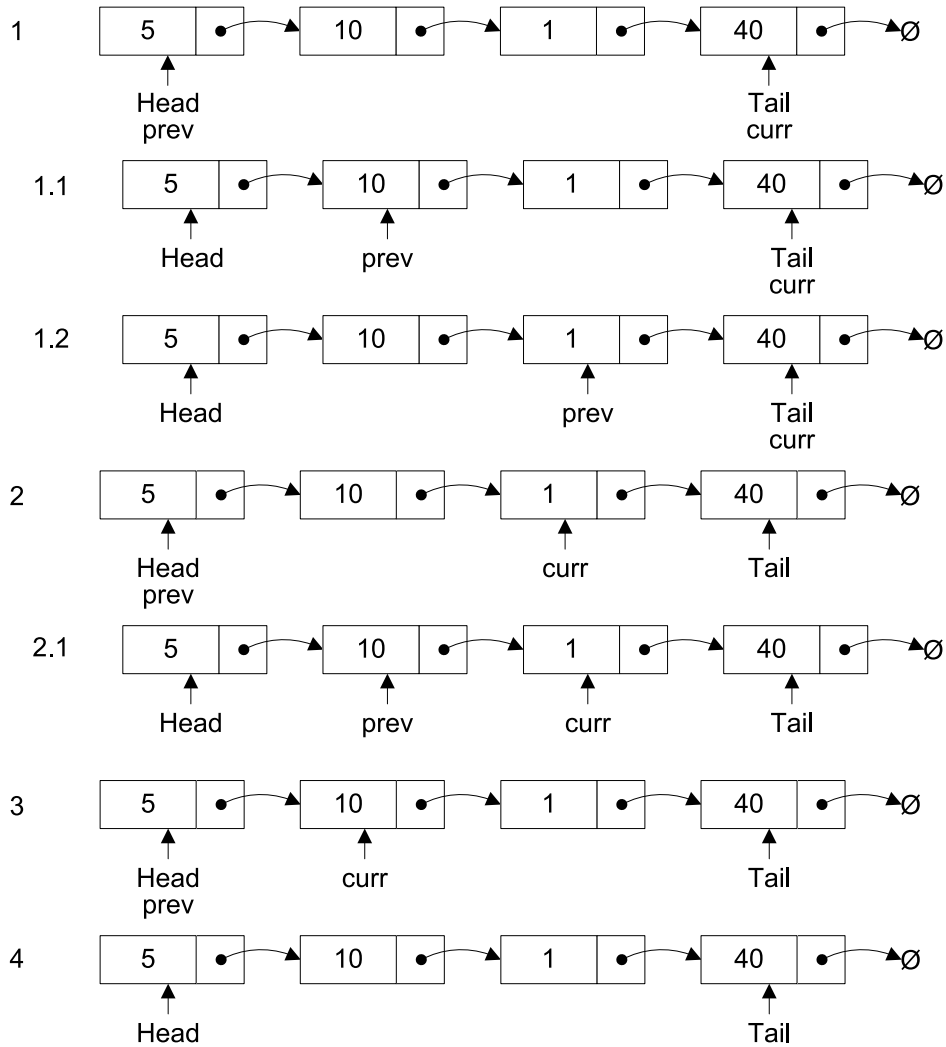 1 5 10 1 40 Ø
Head Tail
prev curr
1.1 5 10 1 40 Ø
Head prev Tail
curr
1.2 5 10 1 40 Ø
Head prev Tail
curr
2 5 10 1 40 Ø
Head curr Tail
prev
2.1 5 10 1 40 Ø
Head prev curr Tail
3 5 10 1 40 Ø
Head curr Tail
prev
4 5 10 1 40 Ø
Head Tail